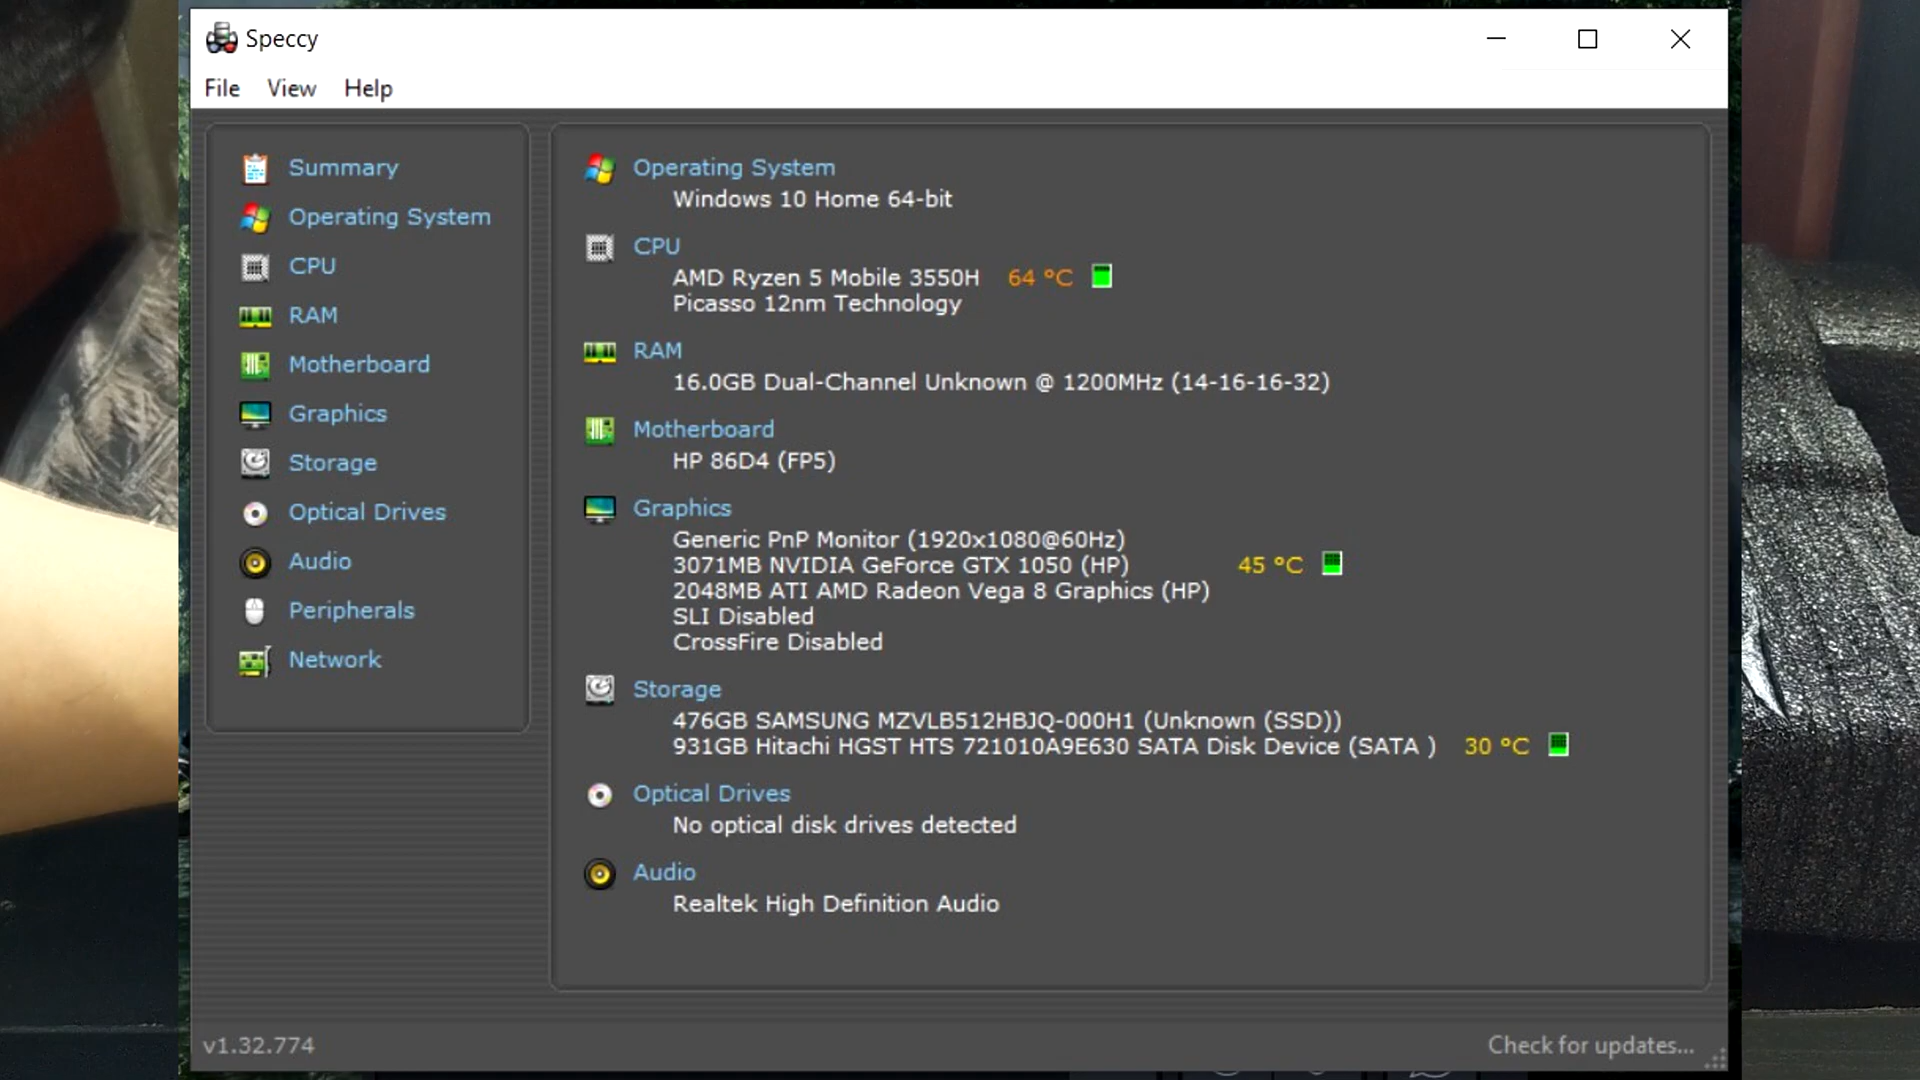 Speccy
File View Help
Summary
Operating System
CPU
RAM
Motherboard
Graphics
Storage
Optical Drives
Audio
Peripherals
Network
Operating System
Windows 10 Home 64-bit
CPU
AMD Ryzen 5 Mobile 3550H 64 °C
Picasso 12nm Technology
RAM
16.0GB Dual-Channel Unknown @ 1200MHz (14-16-16-32)
Motherboard
HP 86D4 (FP5)
Graphics
Generic PnP Monitor (1920x1080@60Hz)
3071MB NVIDIA GeForce GTX 1050 (HP) 45 °C
2048MB ATI AMD Radeon Vega 8 Graphics (HP)
SLI Disabled
CrossFire Disabled
Storage
476GB SAMSUNG MZVLB512HBJQ-000H1 (Unknown (SSD))
931GB Hitachi HGST HTS 721010A9E630 SATA Disk Device (SATA ) 30 °C
Optical Drives
No optical disk drives detected
Audio
Realtek High Definition Audio
v1.32.774
Check for updates...